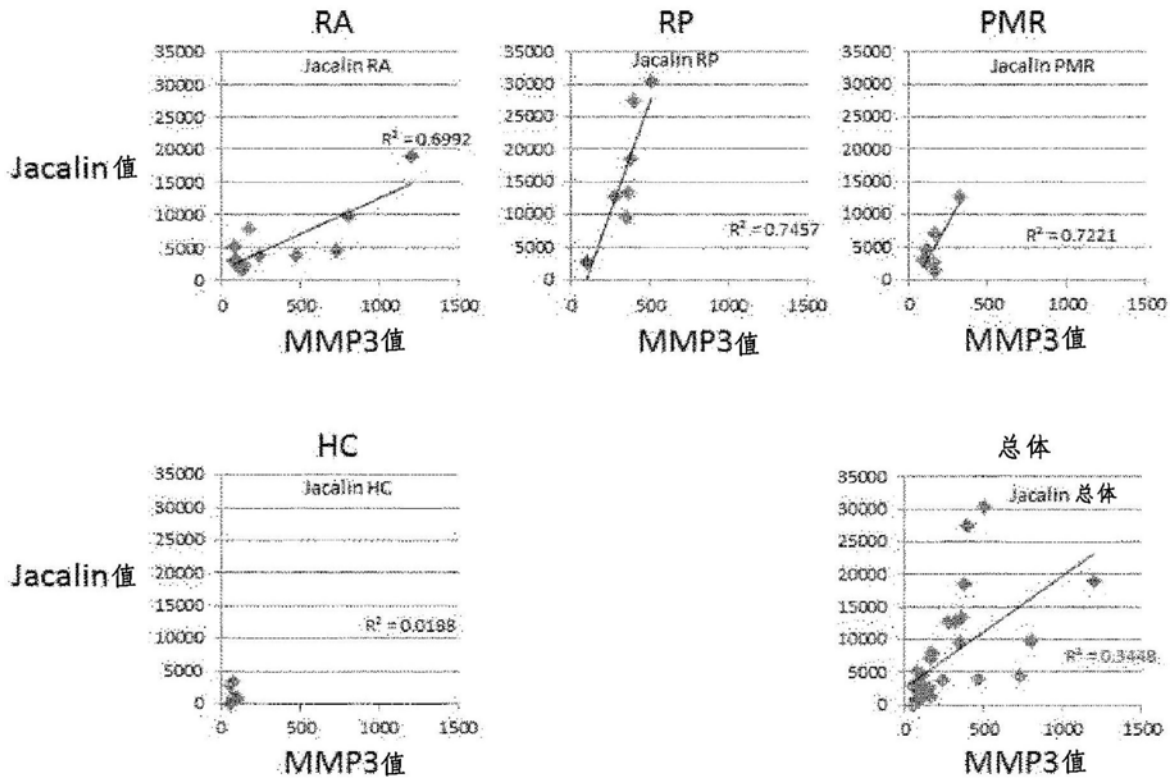 RA
35000
30000
25000
20000
15000
10000
5000
0
Jacalin RA
R² = 0.6992
0 500 1000 1500
MMP3值
Jacalin值
RP
35000
30000
25000
20000
15000
10000
5000
0
Jacalin RP
R² = 0.7457
0 500 1000 1500
MMP3值
PMR
35000
30000
25000
20000
15000
10000
5000
0
Jacalin PMR
R² = 0.7221
0 500 1000 1500
MMP3值
HC
35000
30000
25000
20000
15000
10000
5000
0
Jacalin HC
R² = 0.0188
0 500 1000 1500
MMP3值
Jacalin值
总体
35000
30000
25000
20000
15000
10000
5000
0
Jacalin 总体
R² = 0.3448
0 500 1000 1500
MMP3值